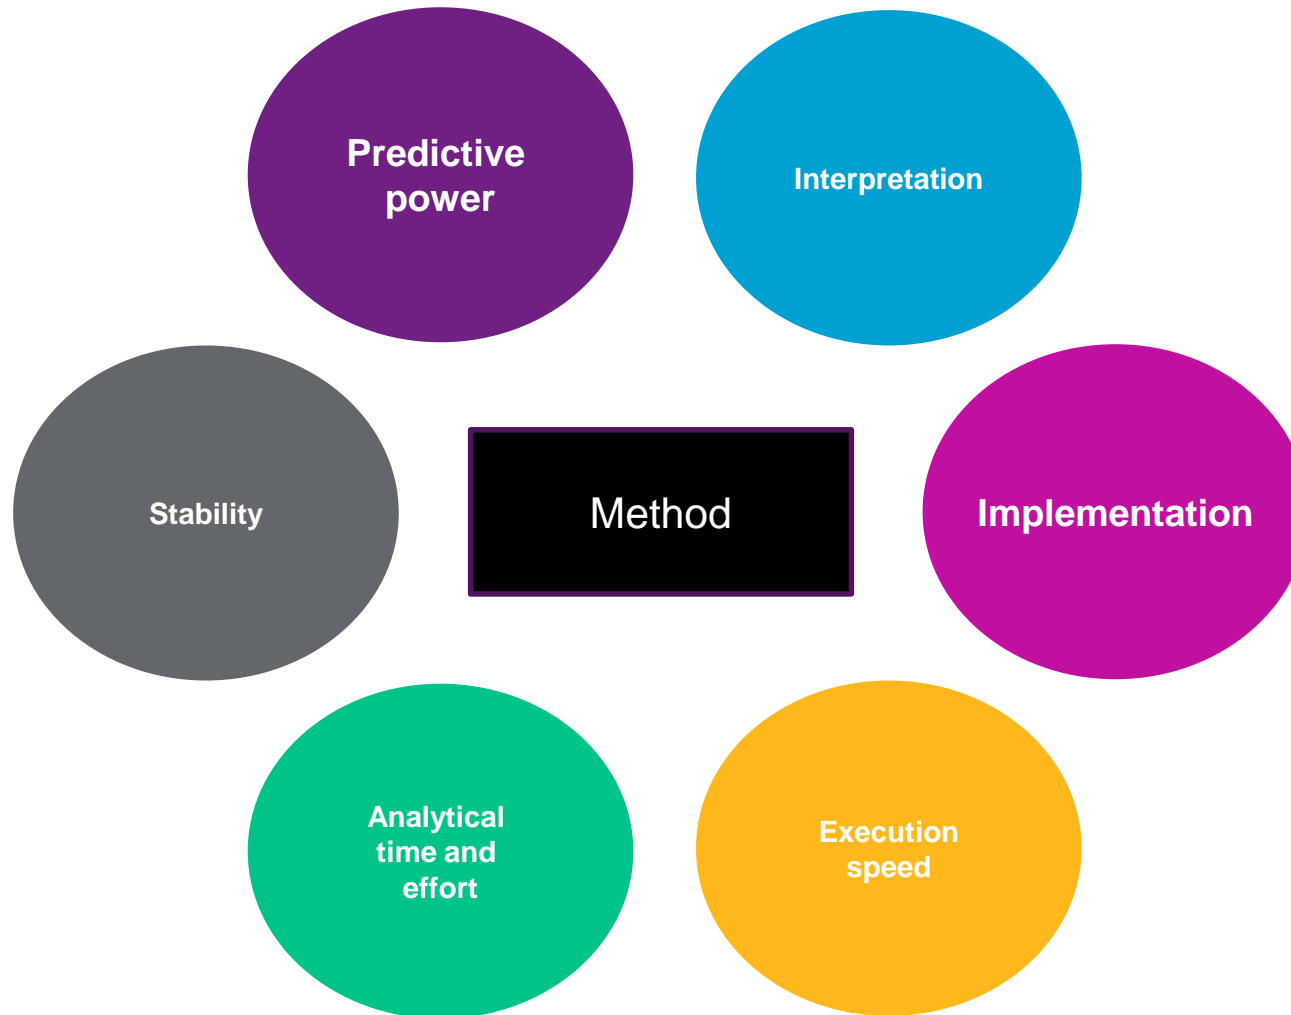 Predictive
power
Interpretation
Stability
Method
Implementation
Analytical
time and
effort
Execution
speed